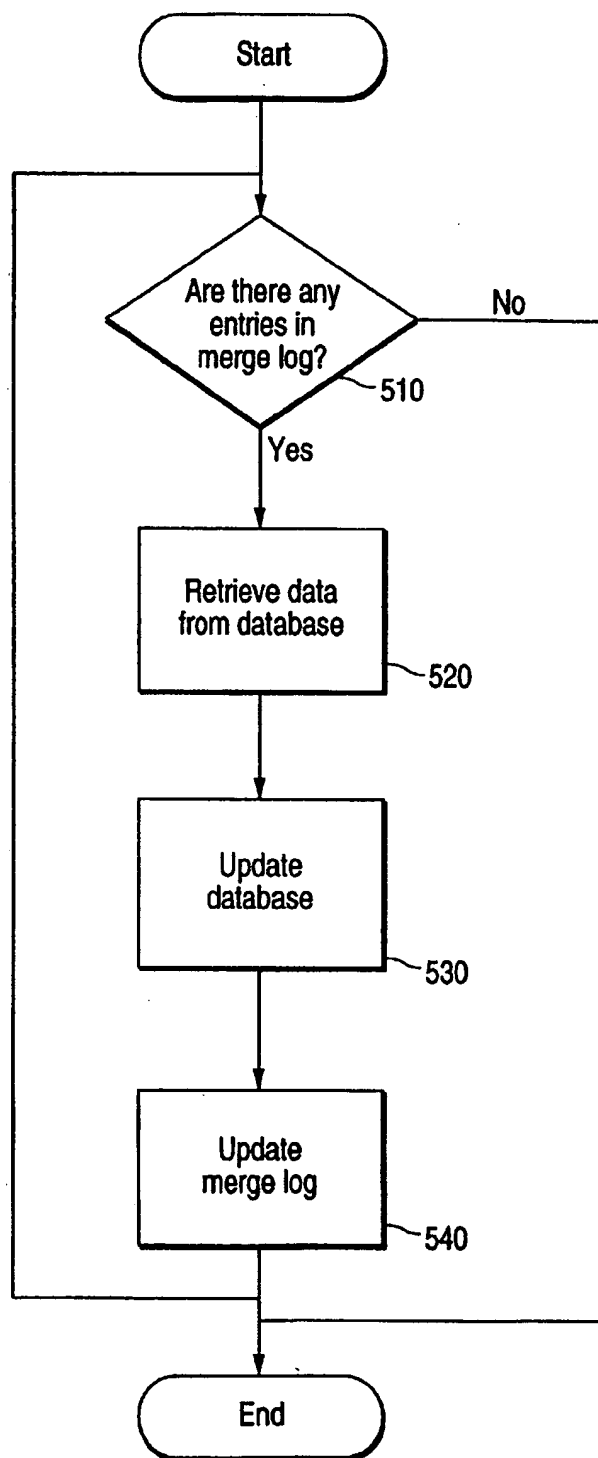 Start
Are there any
entries in
merge log?
No
510
Yes
Retrieve data
from database
520
Update
database
530
Update
merge log
540
End